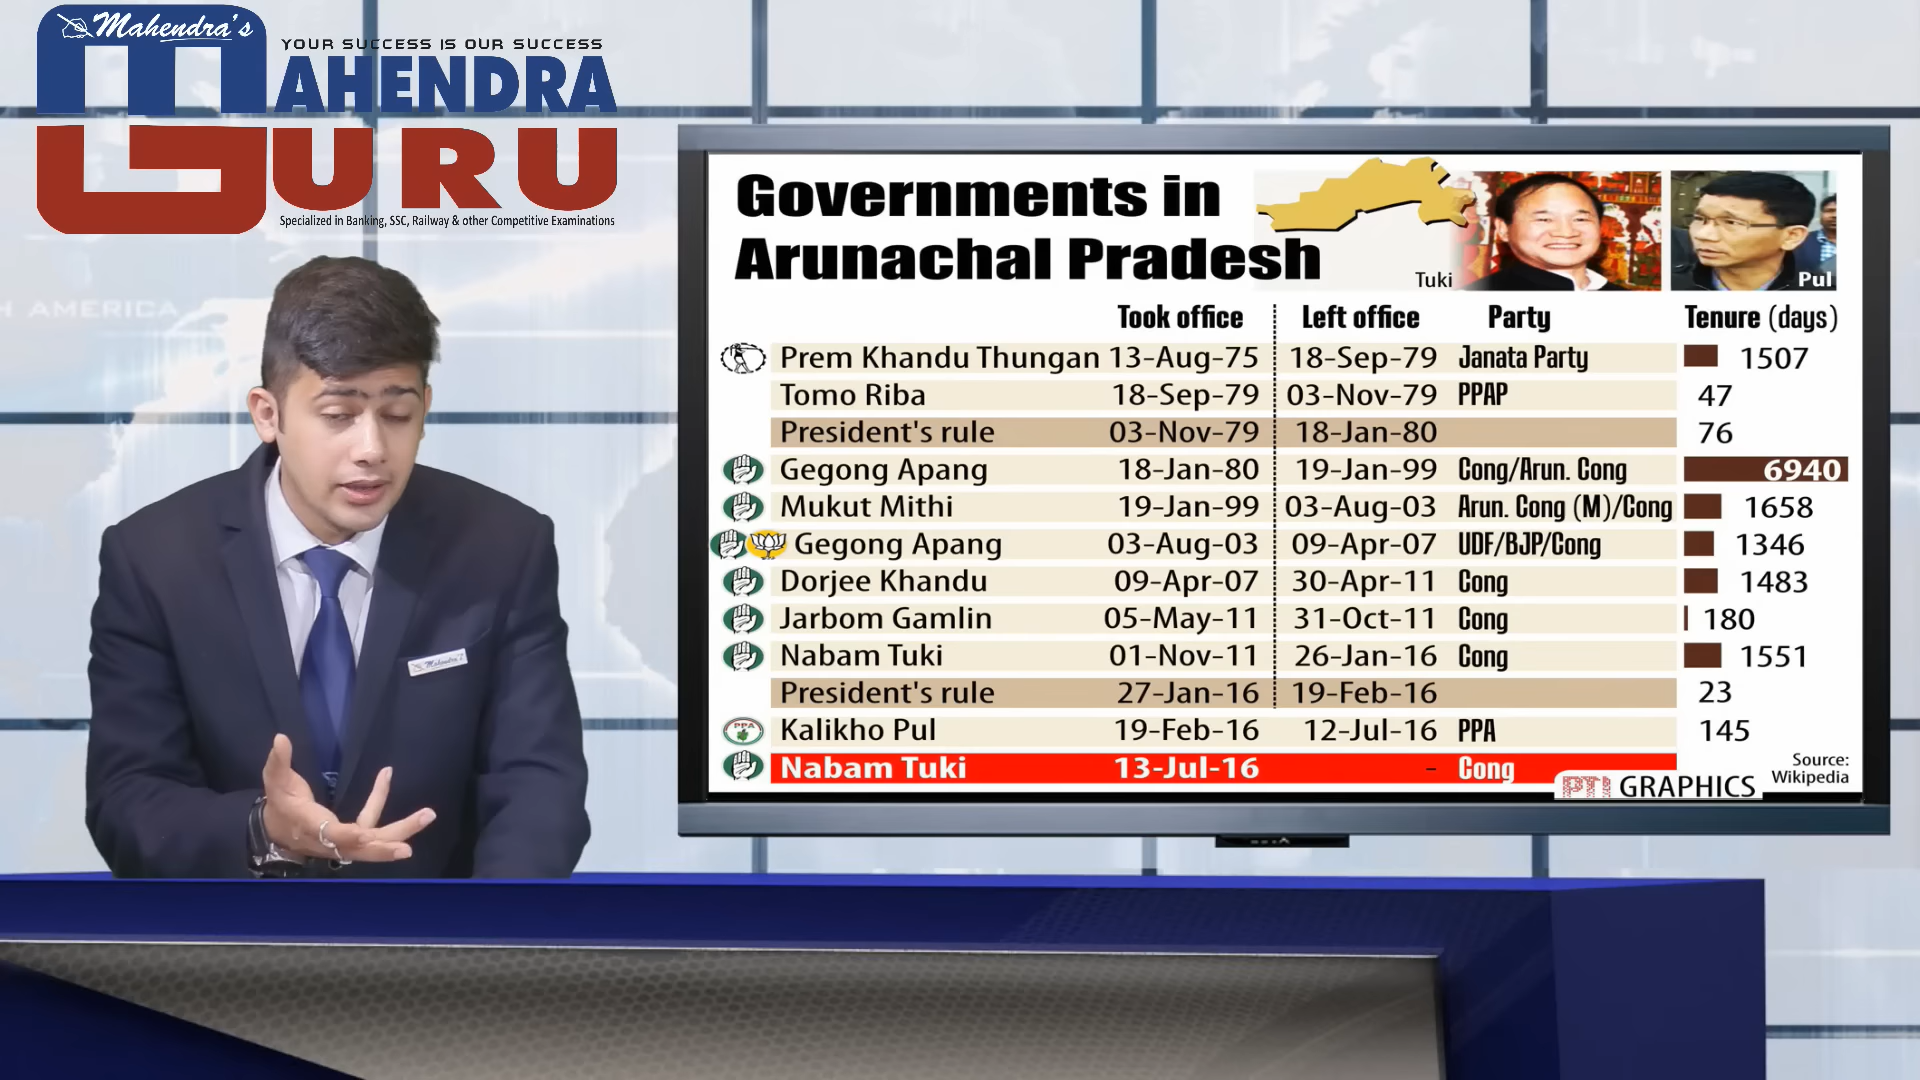 Mahendra's
YOUR SUCCESS IS OUR SUCCESS
MAHENDRA
GURU
Specialized in Banking, SSC, Railway & other Competitive Examinations
H AMERICA
Mahendra's
Governments in
Arunachal Pradesh
Tuki
Pul
Took office Left office Party Tenure (days)
Prem Khandu Thungan 13-Aug-75 18-Sep-79 Janata Party 1507
Tomo Riba 18-Sep-79 03-Nov-79 PPAP 47
President's rule 03-Nov-79 18-Jan-80 76
Gegong Apang 18-Jan-80 19-Jan-99 Cong/Arun. Cong 6940
Mukut Mithi 19-Jan-99 03-Aug-03 Arun. Cong (M)/Cong 1658
Gegong Apang 03-Aug-03 09-Apr-07 UDF/BJP/Cong 1346
Dorjee Khandu 09-Apr-07 30-Apr-11 Cong 1483
Jarbom Gamlin 05-May-11 31-Oct-11 Cong 180
Nabam Tuki 01-Nov-11 26-Jan-16 Cong 1551
President's rule 27-Jan-16 19-Feb-16 23
PPA Kalikho Pul 19-Feb-16 12-Jul-16 PPA 145
Nabam Tuki 13-Jul-16 - Cong
Source:
Wikipedia
PTI GRAPHICS